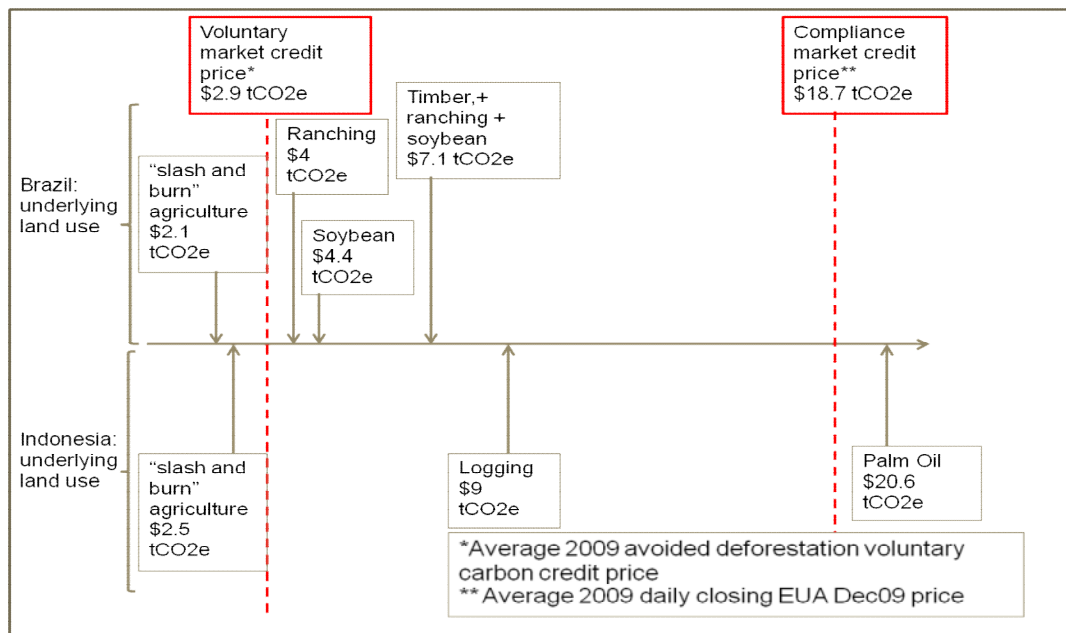 Voluntary
market credit
price*
$2.9 tCO2e
Compliance
market credit
price**
$18.7 tCO2e
Timber,+
ranching +
soybean
$7.1 tCO2e
Ranching
$4
tCO2e
"slash and
burn"
agriculture
$2.1
tCO2e
Brazil:
underlying
land use
Soybean
$4.4
tCO2e
Indonesia:
underlying
land use
"slash and
burn"
agriculture
$2.5
tCO2e
Logging
$9
tCO2e
Palm Oil
$20.6
tCO2e
*Average 2009 avoided deforestation voluntary
carbon credit price
**Average 2009 daily closing EUA Dec09 price